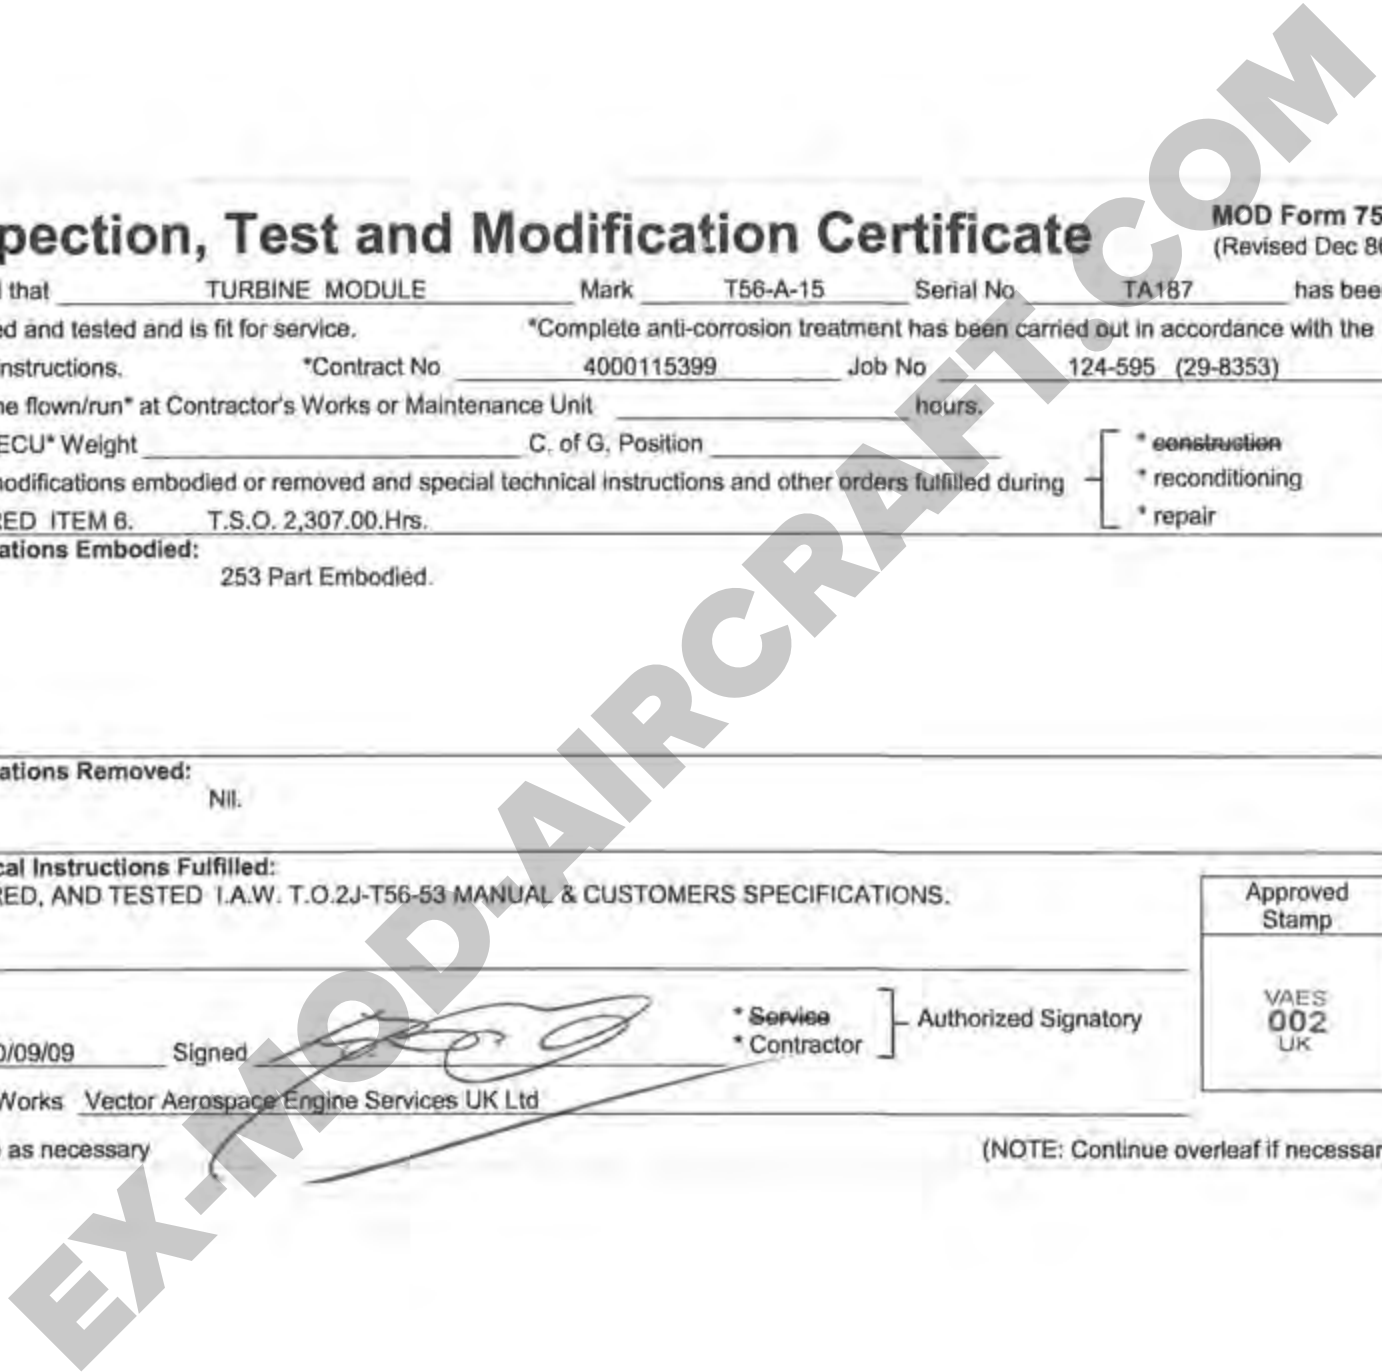 pection, Test and Modification Certificate
MOD Form 75
(Revised Dec 86
that TURBINE MODULE Mark T56-A-15 Serial No TA187 has bee
ed and tested and is fit for service. *Complete anti-corrosion treatment has been carried out in accordance with the
nstructions. *Contract No 4000115399 Job No 124-595 (29-8353)
ne flown/run* at Contractor's Works or Maintenance Unit hours.
ECU* Weight C. of G. Position
* construction
nodifications embodied or removed and special technical instructions and other orders fulfilled during
* reconditioning
* repair
RED ITEM 6. T.S.O. 2,307.00.Hrs.
ations Embodied:
253 Part Embodied.
ations Removed:
Nil.
cal Instructions Fulfilled:
RED, AND TESTED I.A.W. T.O.2J-T56-53 MANUAL & CUSTOMERS SPECIFICATIONS.
Approved
Stamp
VAES
002
UK
* Service
* Contractor
Authorized Signatory
0/09/09 Signed
Works Vector Aerospace Engine Services UK Ltd
as necessary
(NOTE: Continue overleaf if necessar
EX-MOD-AIRCRAFT.COM